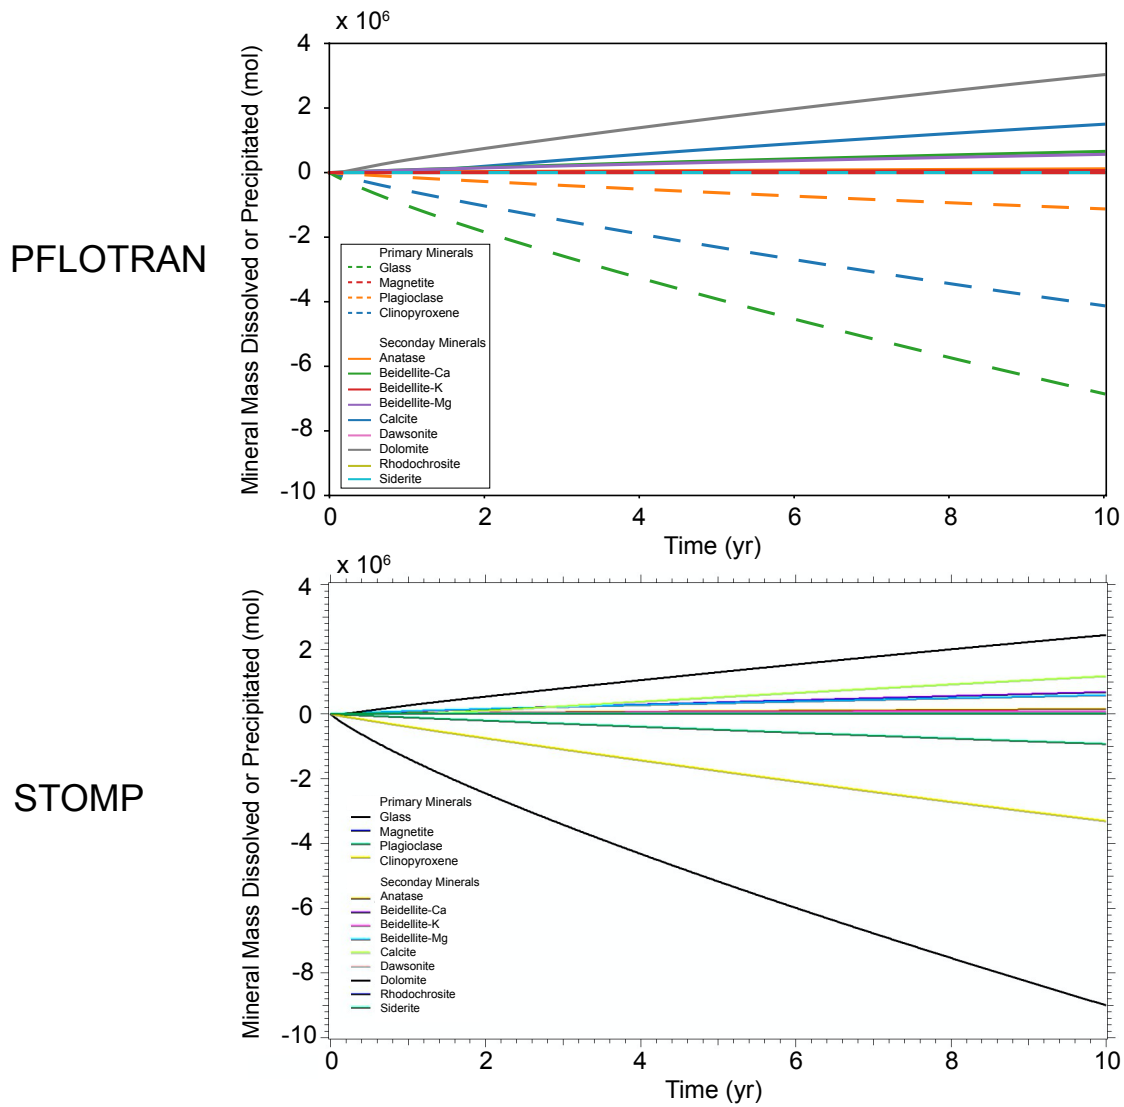 x 10⁶
Mineral Mass Dissolved or Precipitated (mol)
4
2
0
-2
-4
-6
-8
-10
PFLOTRAN
Primary Minerals
Glass
Magnetite
Plagioclase
Clinopyroxene
Seconday Minerals
Anatase
Beidellite-Ca
Beidellite-K
Beidellite-Mg
Calcite
Dawsonite
Dolomite
Rhodochrosite
Siderite
0 2 4 6 8 10
Time (yr)
x 10⁶
Mineral Mass Dissolved or Precipitated (mol)
4
2
0
-2
-4
-6
-8
-10
STOMP
Primary Minerals
Glass
Magnetite
Plagioclase
Clinopyroxene
Seconday Minerals
Anatase
Beidellite-Ca
Beidellite-K
Beidellite-Mg
Calcite
Dawsonite
Dolomite
Rhodochrosite
Siderite
0 2 4 6 8 10
Time (yr)